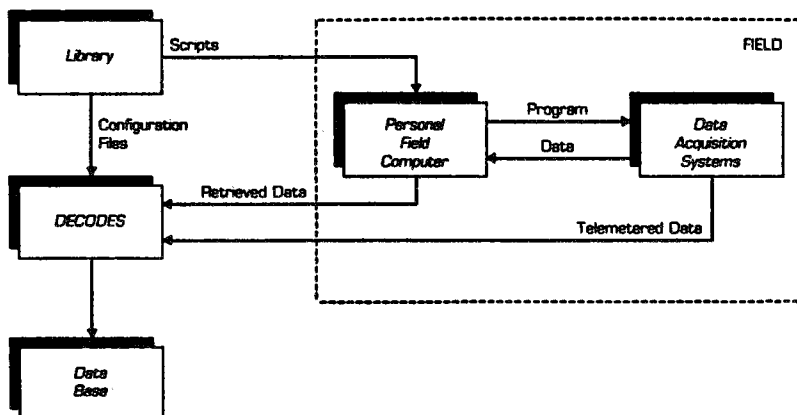 Library
Scripts
FIELD
Configuration
Files
Personal
Field
Computer
Program
Data
Data
Acquisition
Systems
Retrieved Data
DECODES
Telemetered Data
Data
Base